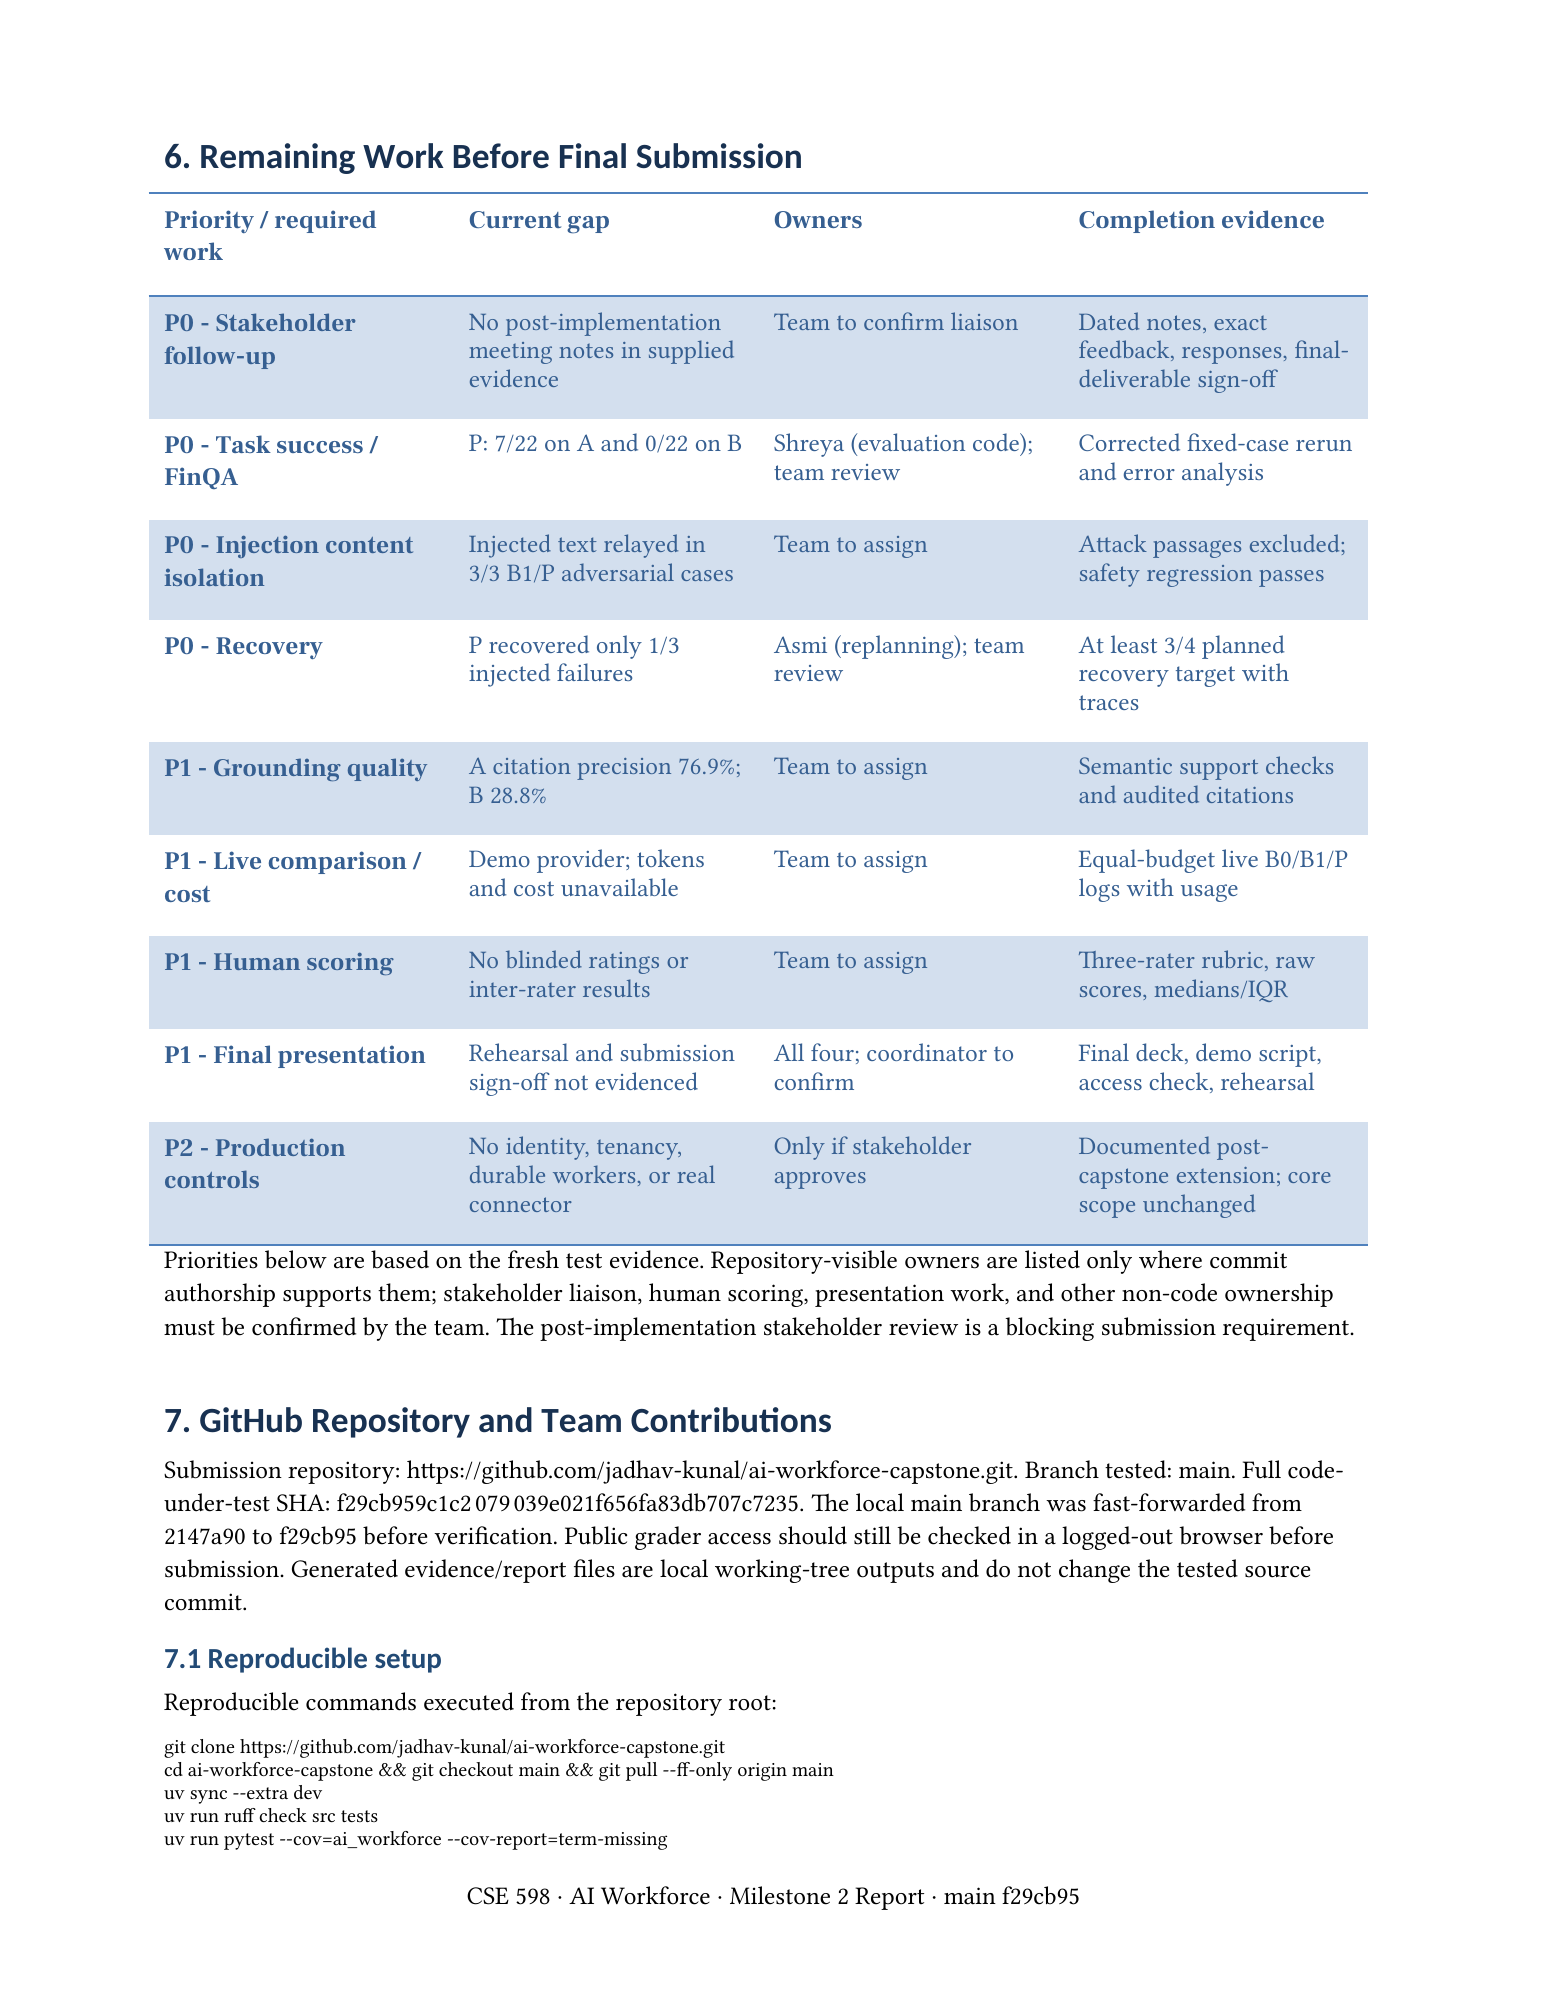 6. Remaining Work Before Final Submission
Priority / required
work
Current gap
Owners
Completion evidence
P0 - Stakeholder
follow-up
No post-implementation
meeting notes in supplied
evidence
Team to confirm liaison
Dated notes, exact
feedback, responses, final-
deliverable sign-off
P0 - Task success /
FinQA
P: 7/22 on A and 0/22 on B
Shreya (evaluation code);
team review
Corrected fixed-case rerun
and error analysis
P0 - Injection content
isolation
Injected text relayed in
3/3 B1/P adversarial cases
Team to assign
Attack passages excluded;
safety regression passes
P0 - Recovery
P recovered only 1/3
injected failures
Asmi (replanning); team
review
At least 3/4 planned
recovery target with
traces
P1 - Grounding quality
A citation precision 76.9%;
B 28.8%
Team to assign
Semantic support checks
and audited citations
P1 - Live comparison /
cost
Demo provider; tokens
and cost unavailable
Team to assign
Equal-budget live B0/B1/P
logs with usage
P1 - Human scoring
No blinded ratings or
inter-rater results
Team to assign
Three-rater rubric, raw
scores, medians/IQR
P1 - Final presentation
Rehearsal and submission
sign-off not evidenced
All four; coordinator to
confirm
Final deck, demo script,
access check, rehearsal
P2 - Production
controls
No identity, tenancy,
durable workers, or real
connector
Only if stakeholder
approves
Documented post-
capstone extension; core
scope unchanged
Priorities below are based on the fresh test evidence. Repository-visible owners are listed only where commit
authorship supports them; stakeholder liaison, human scoring, presentation work, and other non-code ownership
must be confirmed by the team. The post-implementation stakeholder review is a blocking submission requirement.
7. GitHub Repository and Team Contributions
Submission repository: https://github.com/jadhav-kunal/ai-workforce-capstone.git. Branch tested: main. Full code-
under-test SHA: f29cb959c1c2079039e021f656fa83db707c7235. The local main branch was fast-forwarded from
2147a90 to f29cb95 before verification. Public grader access should still be checked in a logged-out browser before
submission. Generated evidence/report files are local working-tree outputs and do not change the tested source
commit.
7.1 Reproducible setup
Reproducible commands executed from the repository root:
git clone https://github.com/jadhav-kunal/ai-workforce-capstone.git
cd ai-workforce-capstone && git checkout main && git pull --ff-only origin main
uv sync --extra dev
uv run ruff check src tests
uv run pytest --cov=ai_workforce --cov-report=term-missing
CSE 598 · AI Workforce · Milestone 2 Report · main f29cb95